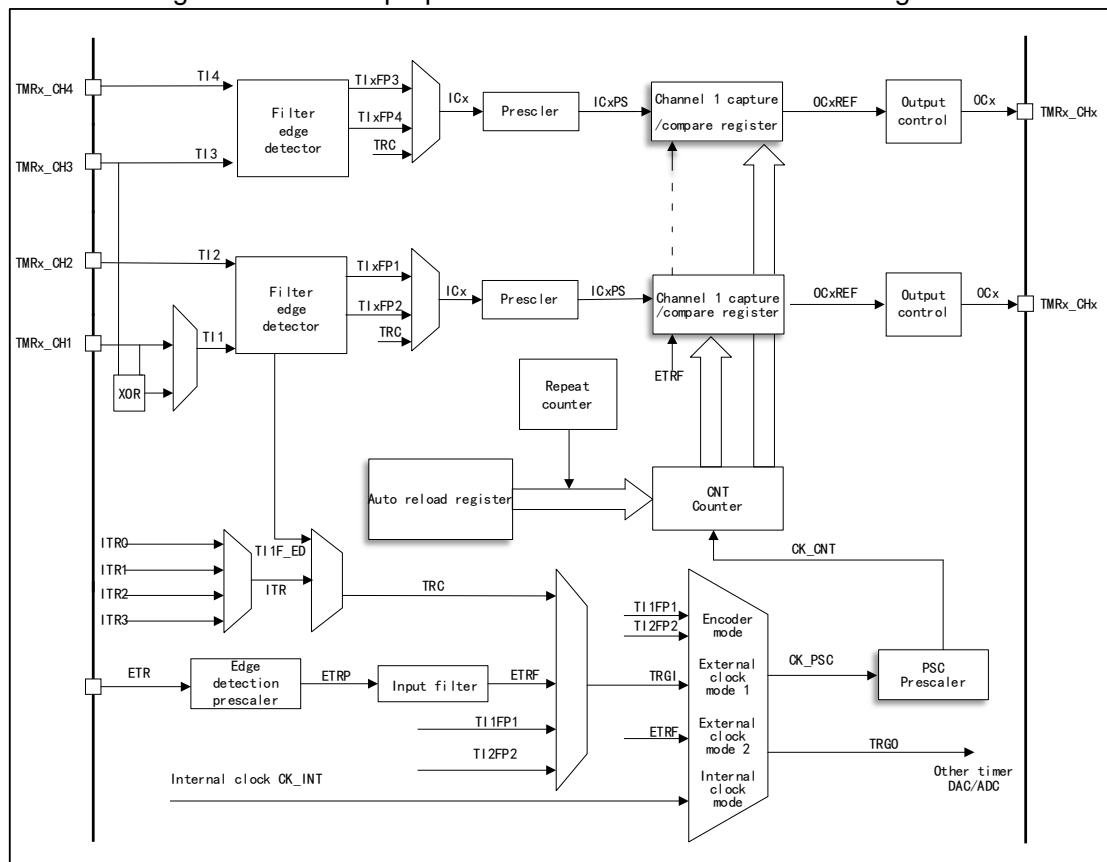 TMRx_CH4
TI4
Filter
edge
detector
TIxFP3
TIxFP4
TRC
ICx
Prescler
ICxPS
Channel 1 capture
/compare register
OCxREF
Output
control
OCx
TMRx_CHx
TMRx_CH3
TI3
TMRx_CH2
TI2
Filter
edge
detector
TIxFP1
TIxFP2
TRC
ICx
Prescler
ICxPS
Channel 1 capture
/compare register
OCxREF
Output
control
OCx
TMRx_CHx
TMRx_CH1
TI1
XOR
ETRF
Repeat
counter
Auto reload register
CNT
Counter
CK_CNT
ITR0
ITR1
ITR2
ITR3
TI1F_ED
ITR
TRC
TI1FP1
TI2FP2
Encoder
mode
External
clock
mode 1
External
clock
mode 2
Internal
clock
mode
CK_PSC
PSC
Prescaler
ETR
Edge
detection
prescaler
ETRP
Input filter
ETRF
TRGI
TI1FP1
TI2FP2
ETRF
TRGO
Other timer
DAC/ADC
Internal clock CK_INT